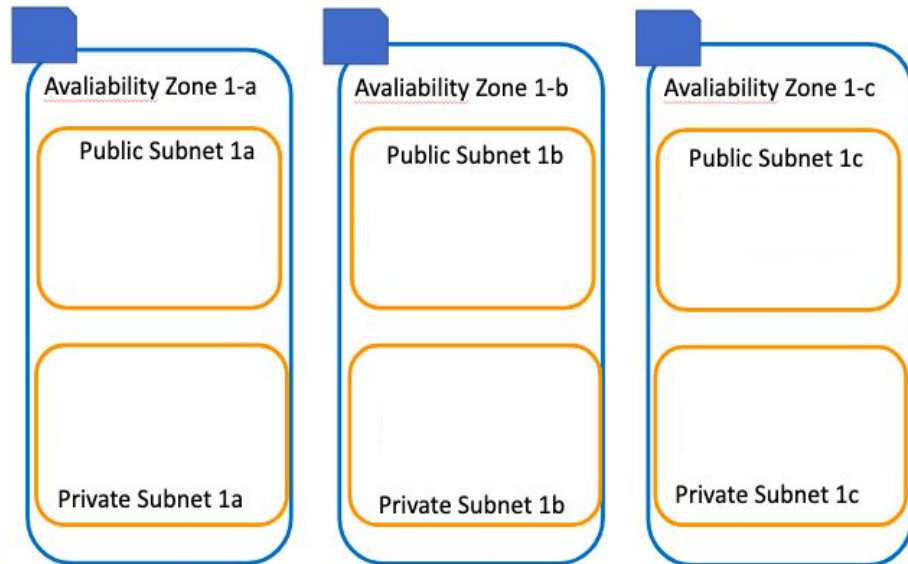 Avaliability Zone 1-a
Avaliability Zone 1-b
Avaliability Zone 1-c
Public Subnet 1a
Public Subnet 1b
Public Subnet 1c
Private Subnet 1a
Private Subnet 1b
Private Subnet 1c